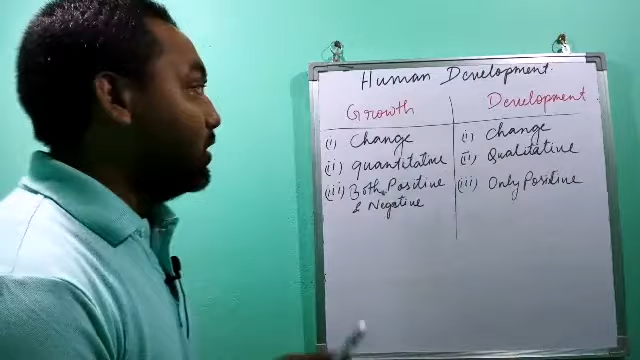 Human Development.
Growth
Development
(i) Change
(ii) quantitative
(iii) Both Positive
& Negative
(i) Change
(ii) Qualitative
(iii) Only Positive